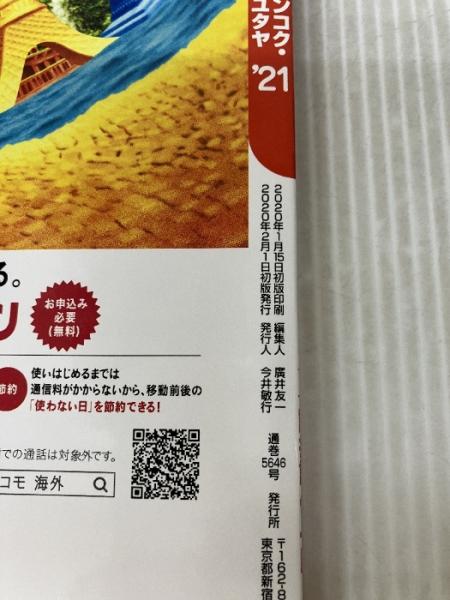 ンコク・
ユタヤ
'21
2020年1月15日初版印刷
2020年2月1日初版発行
編集人 廣井友一
発行人 今井敏行
通巻
5646
号
発行所
〒162-8
東京都新宿
る。
ン
お申込み
必要
(無料)
節約
使いはじめるまでは
通信料がかからないから、移動前後の
「使わない日」を節約できる!
での通話は対象外です。
コモ 海外